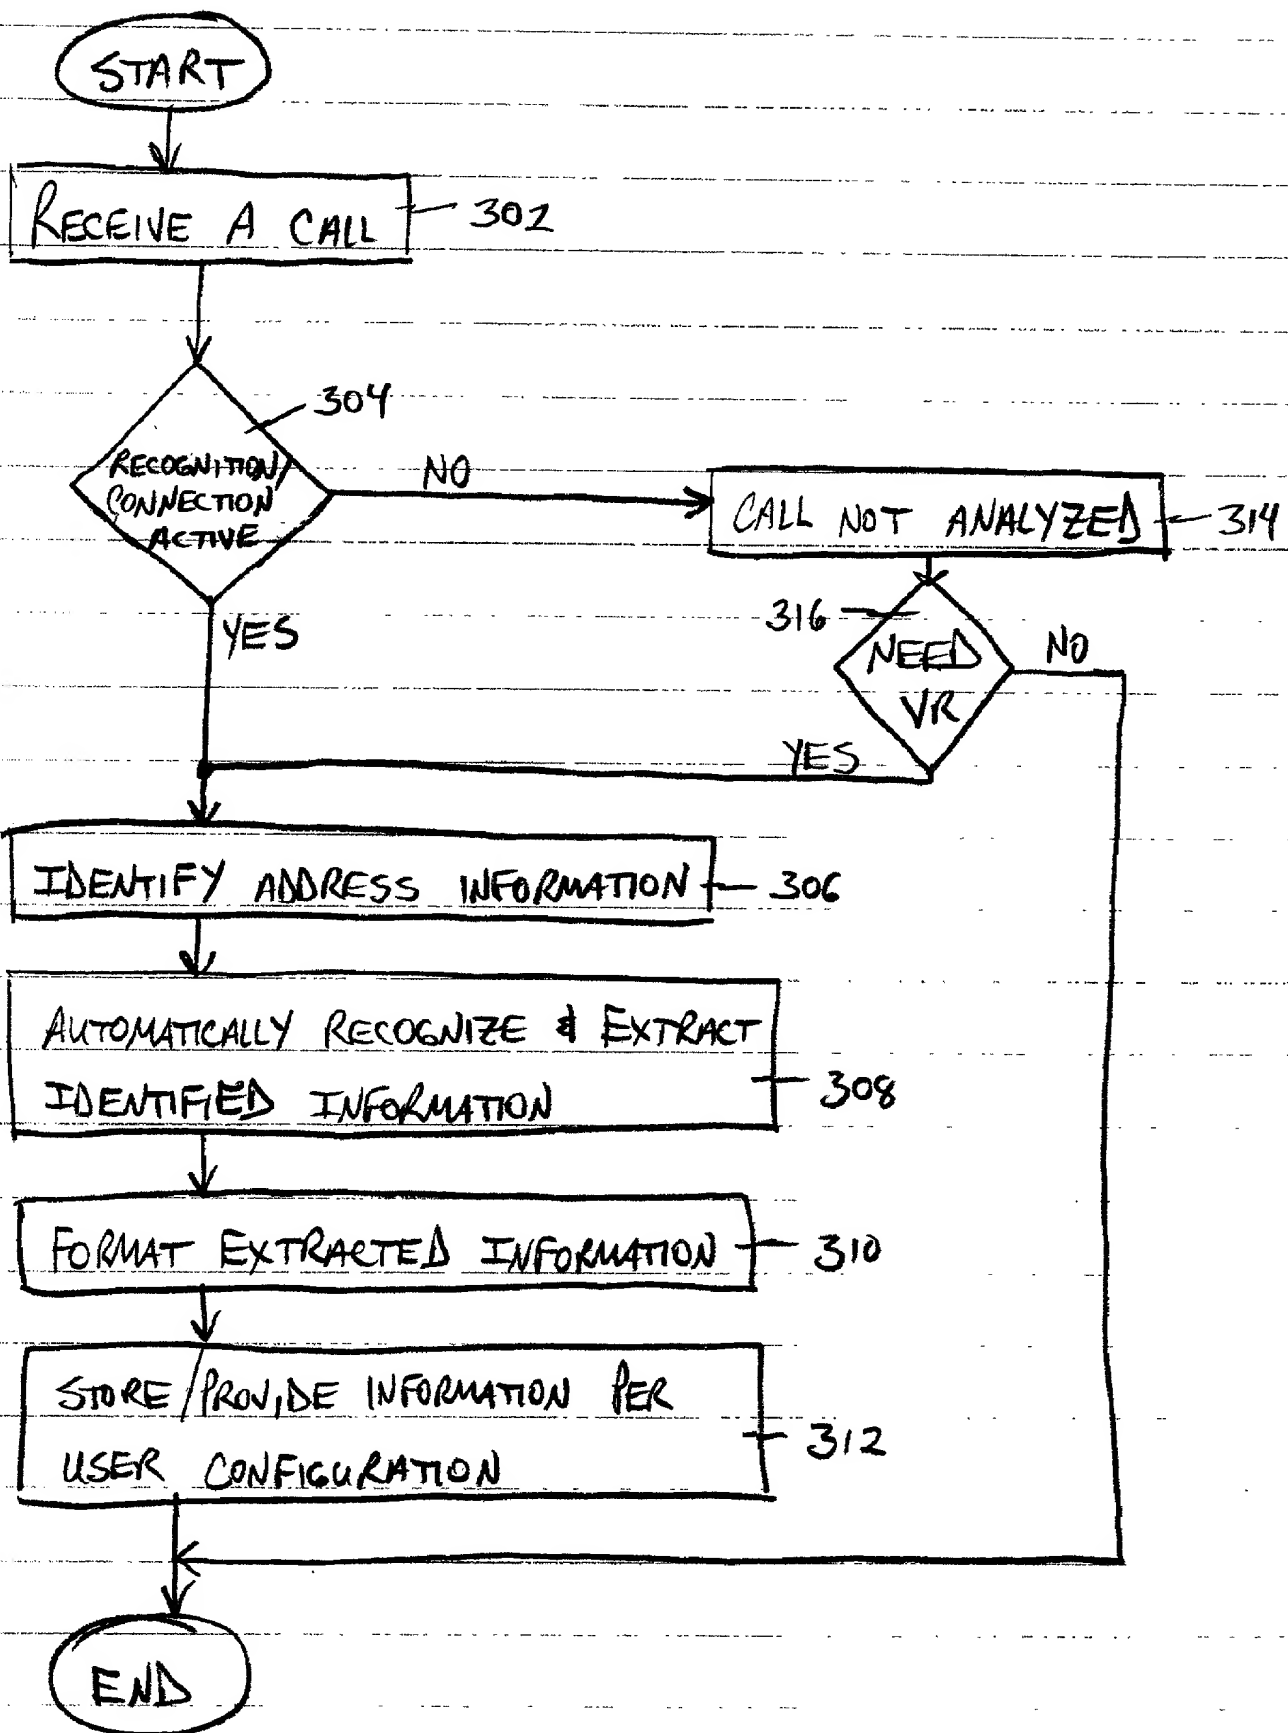 START
RECEIVE A CALL
302
304
RECOGNITION/
CONNECTION
ACTIVE
NO
CALL NOT ANALYZED
314
YES
316
NEED
VR
NO
YES
IDENTIFY ADDRESS INFORMATION
306
AUTOMATICALLY RECOGNIZE & EXTRACT
IDENTIFIED INFORMATION
308
FORMAT EXTRACTED INFORMATION
310
STORE/PROVIDE INFORMATION PER
USER CONFIGURATION
312
END